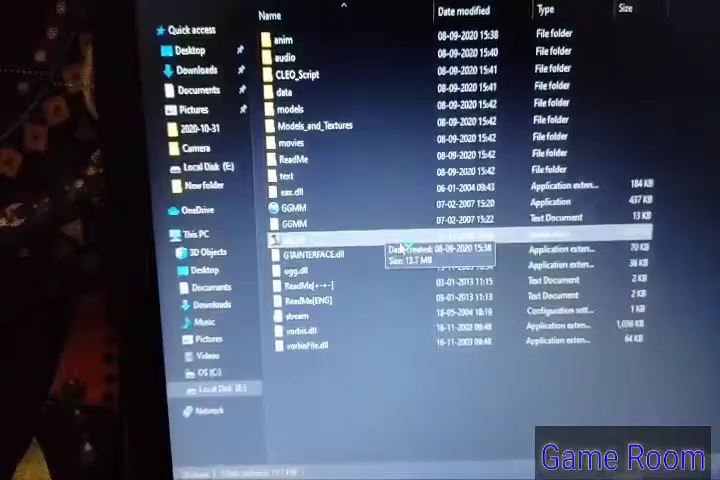 Name Date modified Type Size
Quick access
Desktop
Downloads
Documents
Pictures
2020-10-31
Camera
Local Disk (E:)
New folder
OneDrive
This PC
3D Objects
Desktop
Documents
Downloads
Music
Pictures
Videos
OS (C:)
Local Disk (E:)
Network
anim 08-09-2020 15:38 File folder
audio 08-09-2020 15:40 File folder
CLEO_Script 08-09-2020 15:41 File folder
data 08-09-2020 15:41 File folder
models 08-09-2020 15:42 File folder
Models_and_Textures 08-09-2020 15:42 File folder
movies 08-09-2020 15:42 File folder
ReadMe 08-09-2020 15:42 File folder
text 08-09-2020 15:42 File folder
eax.dll 06-01-2004 09:43 Application exten... 184 KB
GGMM 07-02-2007 15:20 Application 437 KB
GGMM 07-02-2007 15:22 Text Document 13 KB
Date created: 08-09-2020 15:38
Size: 13.7 MB
GTAINTERFACE.dll Application exten... 70 KB
ogg.dll Application exten... 36 KB
ReadMe[+-+-] 03-01-2013 11:15 Text Document 2 KB
ReadMe[ENG] 03-01-2013 11:12 Text Document 2 KB
stream 18-05-2004 18:19 Configuration sett... 1 KB
vorbis.dll 16-11-2003 09:48 Application exten... 1,036 KB
vorbisFile.dll 16-11-2003 09:48 Application exten... 64 KB
Game Room